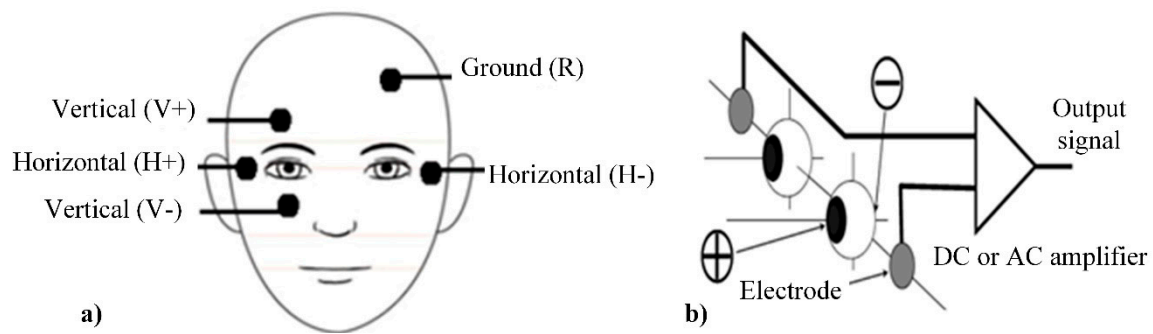 Ground (R)
Vertical (V+)
Horizontal (H+)
Horizontal (H-)
Vertical (V-)
a)
−
Output
signal
+
DC or AC amplifier
Electrode
b)